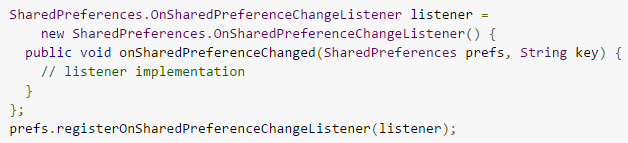 SharedPreferences.OnSharedPreferenceChangeListener listener =
    new SharedPreferences.OnSharedPreferenceChangeListener() {
  public void onSharedPreferenceChanged(SharedPreferences prefs, String key) {
    // listener implementation
  }
};
prefs.registerOnSharedPreferenceChangeListener(listener);